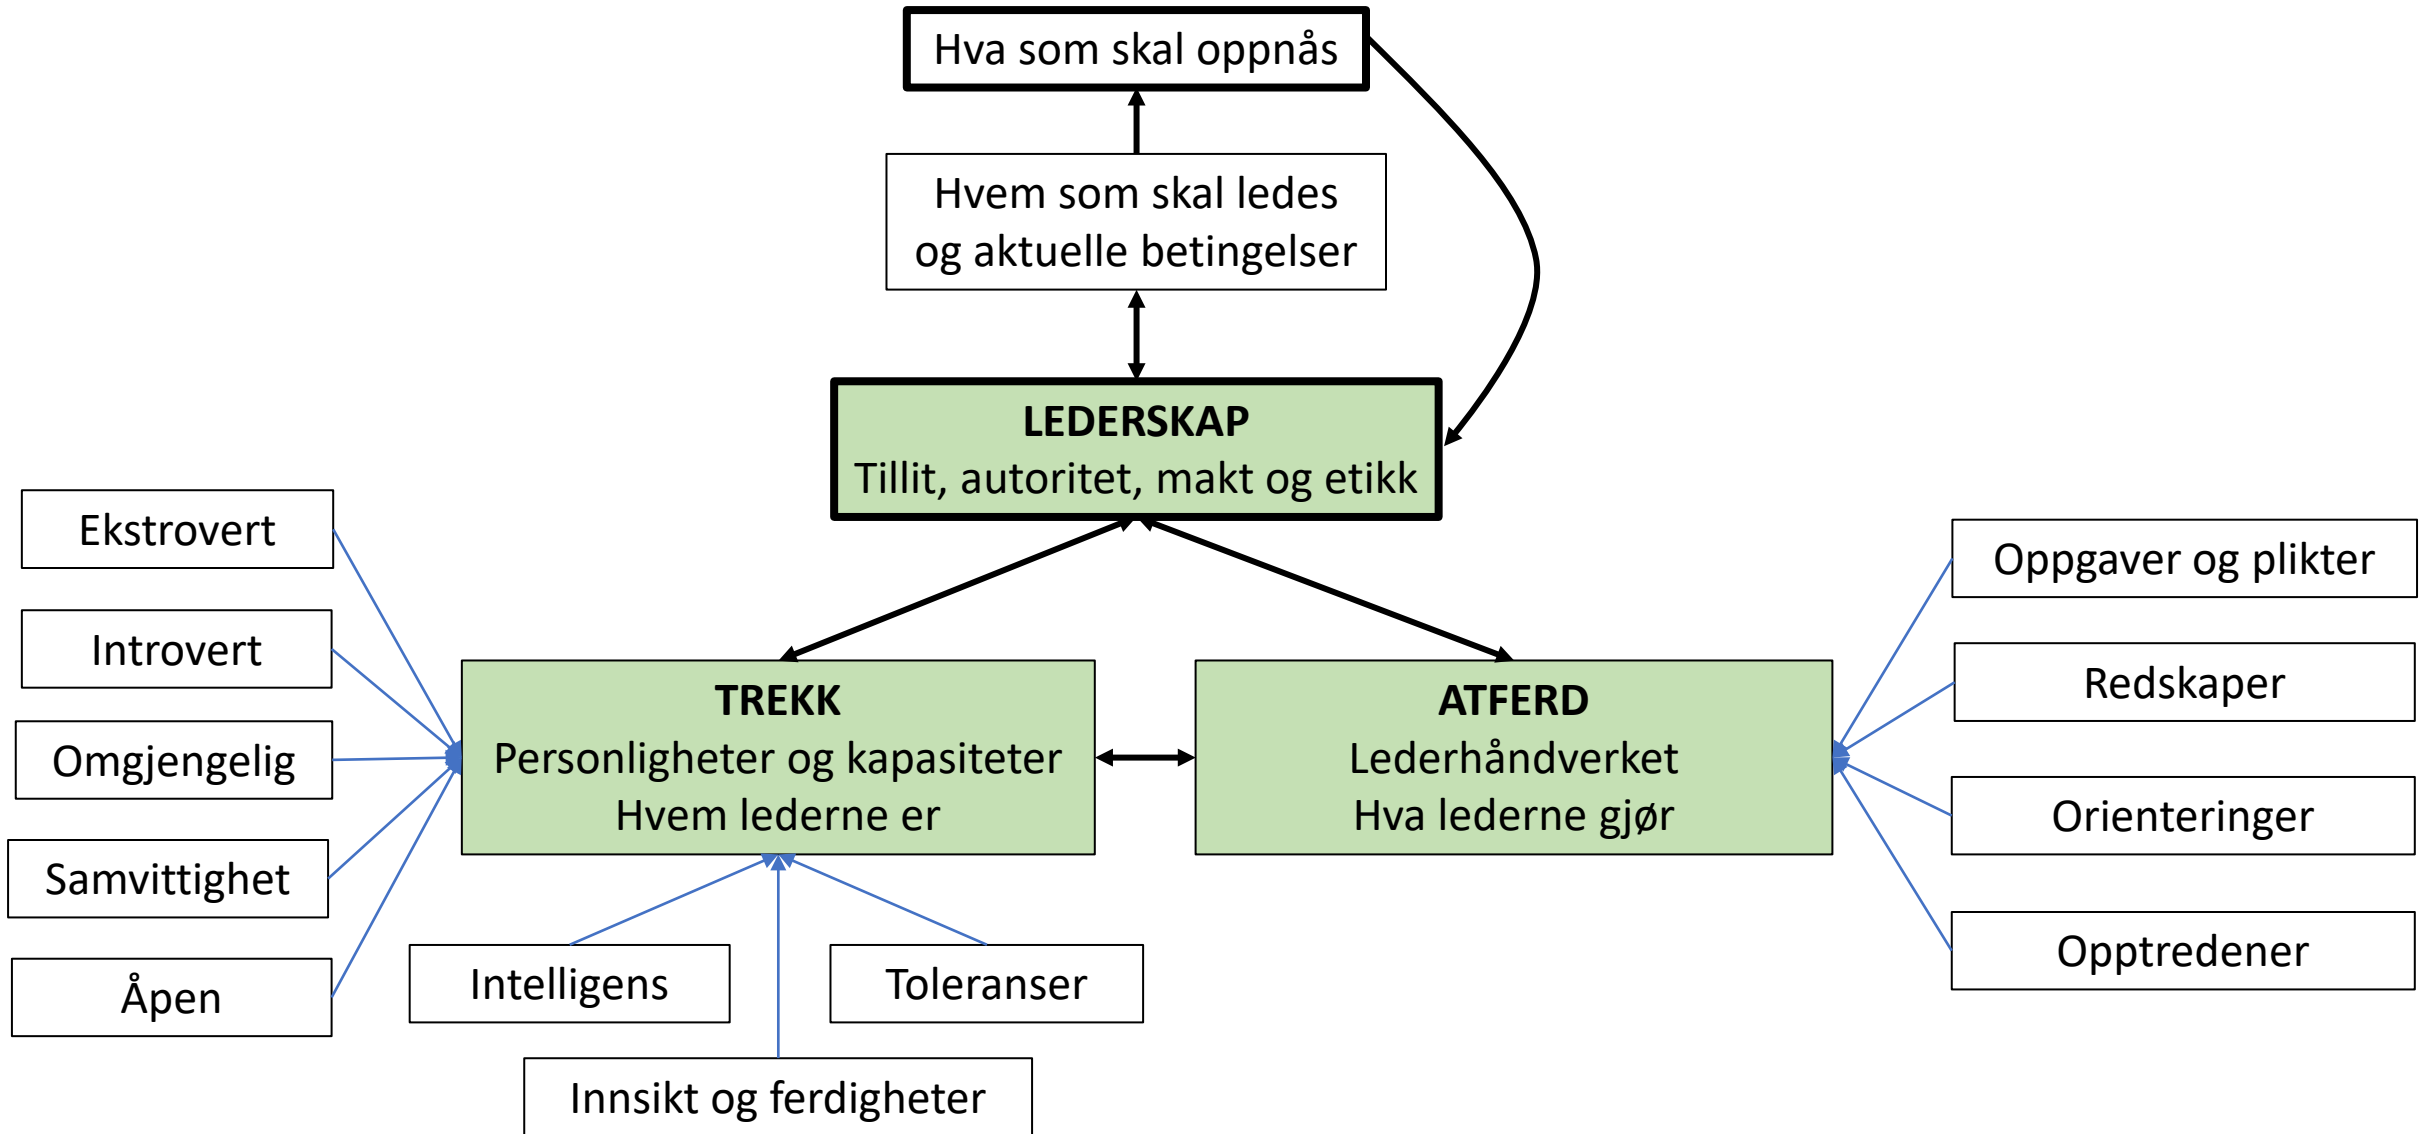 Hva som skal oppnås
Hvem som skal ledes
og aktuelle betingelser
LEDERSKAP
Tillit, autoritet, makt og etikk
Ekstrovert
Introvert
Omgjengelig
Samvittighet
Åpen
TREKK
Personligheter og kapasiteter
Hvem lederne er
Intelligens
Toleranser
Innsikt og ferdigheter
ATFERD
Lederhåndverket
Hva lederne gjør
Oppgaver og plikter
Redskaper
Orienteringer
Opptredener